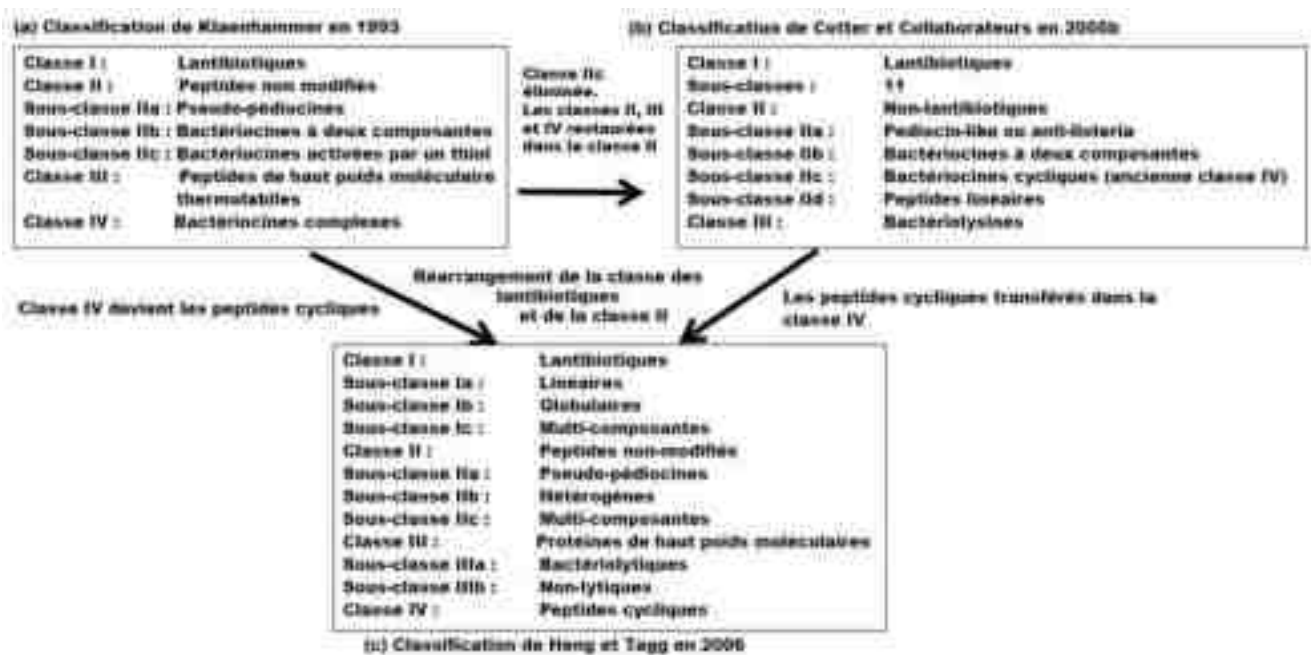 (a) Classification de Klaenhammer en 1993
Classe I : Lantibiotiques
Classe II : Peptides non modifiés
Sous-classe IIa : Pseudo-pédiocines
Sous-classe IIb : Bactériocines à deux composantes
Sous-classe IIc : Bactériocines activées par un thiol
Classe III : Peptides de haut poids moléculaire
thermolabiles
Classe IV : Bactériocines complexes
Classe IIc
éliminée.
Les classes II, III
et IV restaurées
dans la classe II
(b) Classification de Cotter et Collaborateurs en 2005b
Classe I : Lantibiotiques
Sous-classes : 11
Classe II : Non-lantibiotiques
Sous-classe IIa : Pediocin-like ou anti-listeria
Sous-classe IIb : Bactériocines à deux composantes
Sous-classe IIc : Bactériocines cycliques (ancienne classe IV)
Sous-classe IId : Peptides linéaires
Classe III : Bactériolysines
Classe IV devient les peptides cycliques
Réarrangement de la classe des
lantibiotiques
et de la classe II
Les peptides cycliques transférés dans la
classe IV
Classe I : Lantibiotiques
Sous-classe Ia : Linéaires
Sous-classe Ib : Globulaires
Sous-classe Ic : Multi-composantes
Classe II : Peptides non-modifiés
Sous-classe IIa : Pseudo-pédiocines
Sous-classe IIb : Hétérogènes
Sous-classe IIc : Multi-composantes
Classe III : Protéines de haut poids moléculaires
Sous-classe IIIa : Bactériolytiques
Sous-classe IIIb : Non-lytiques
Classe IV : Peptides cycliques
(c) Classification de Heng et Tagg en 2006